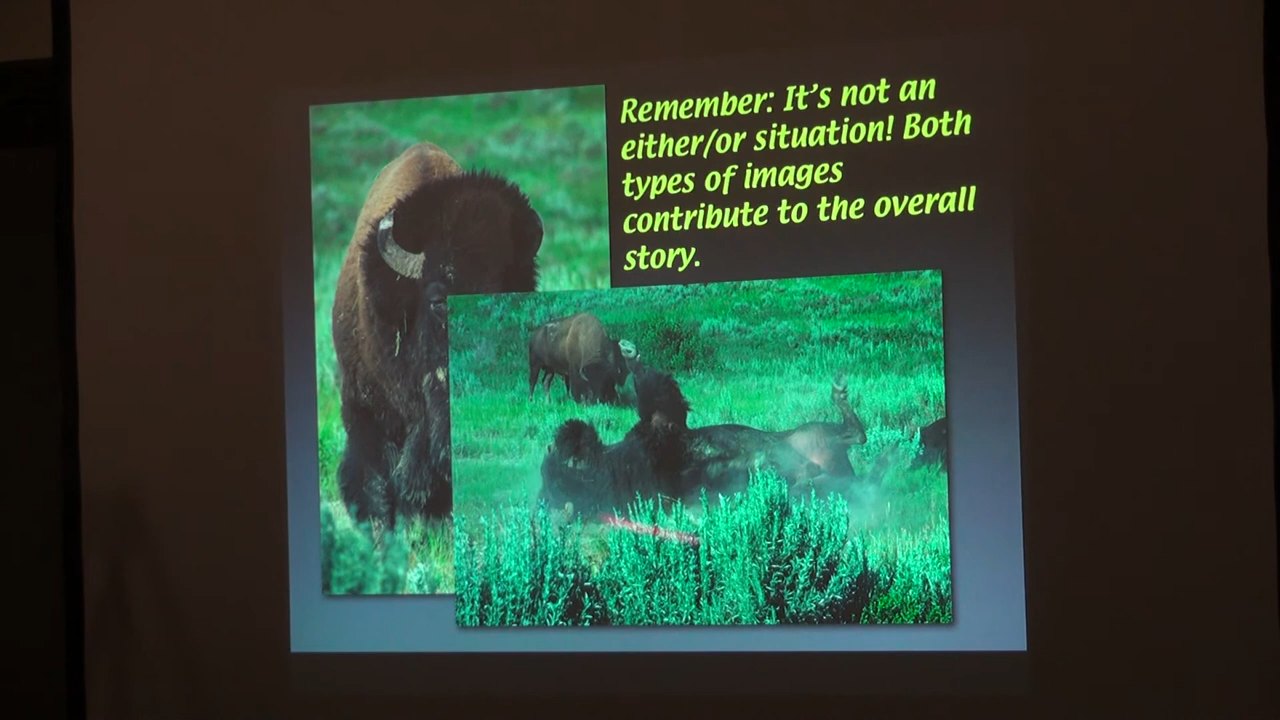 Remember: It's not an
either/or situation! Both
types of images
contribute to the overall
story.